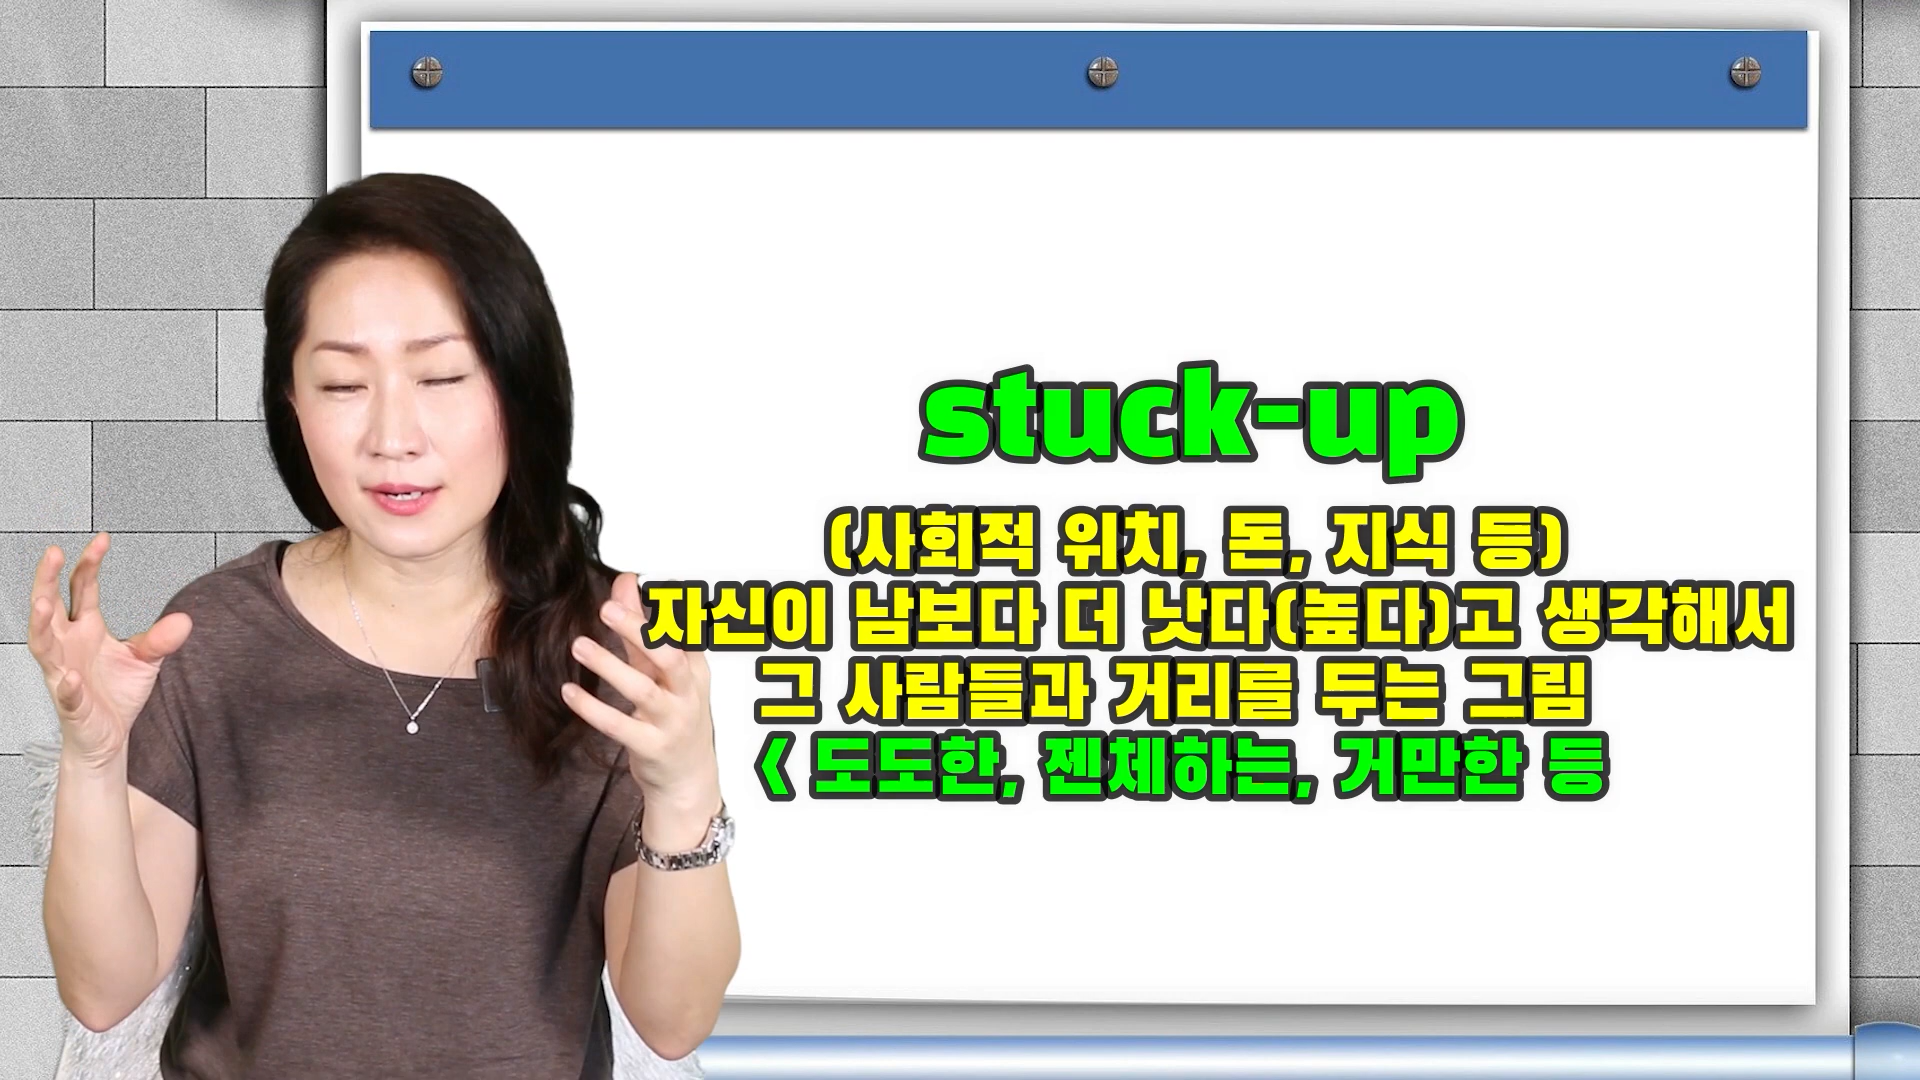 stuck-up
(사회적 위치, 돈, 지식 등)
자신이 남보다 더 낫다(높다)고 생각해서
그 사람들과 거리를 두는 그림
< 도도한, 젠체하는, 거만한 등